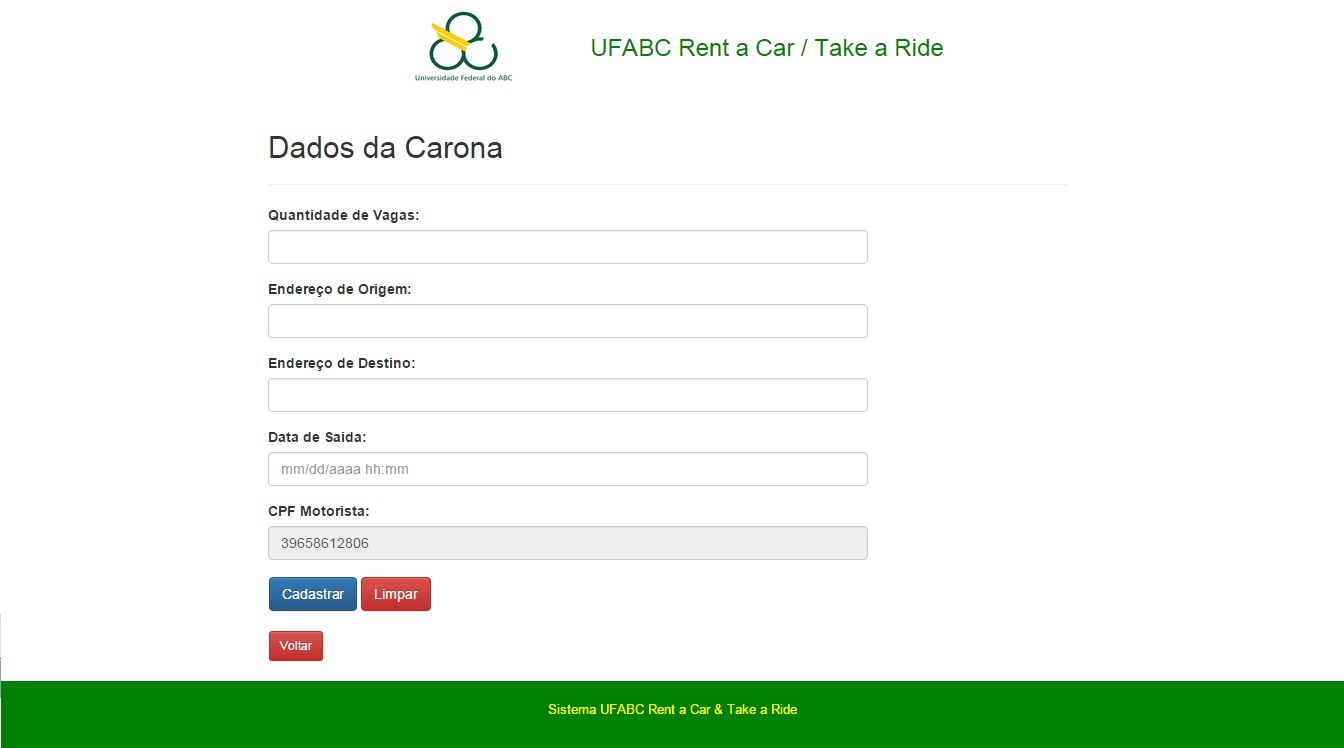 Universidade Federal do ABC
UFABC Rent a Car / Take a Ride
Dados da Carona
Quantidade de Vagas:
Endereço de Origem:
Endereço de Destino:
Data de Saida:
mm/dd/aaaa hh:mm
CPF Motorista:
39658612806
Cadastrar Limpar
Voltar
Sistema UFABC Rent a Car & Take a Ride